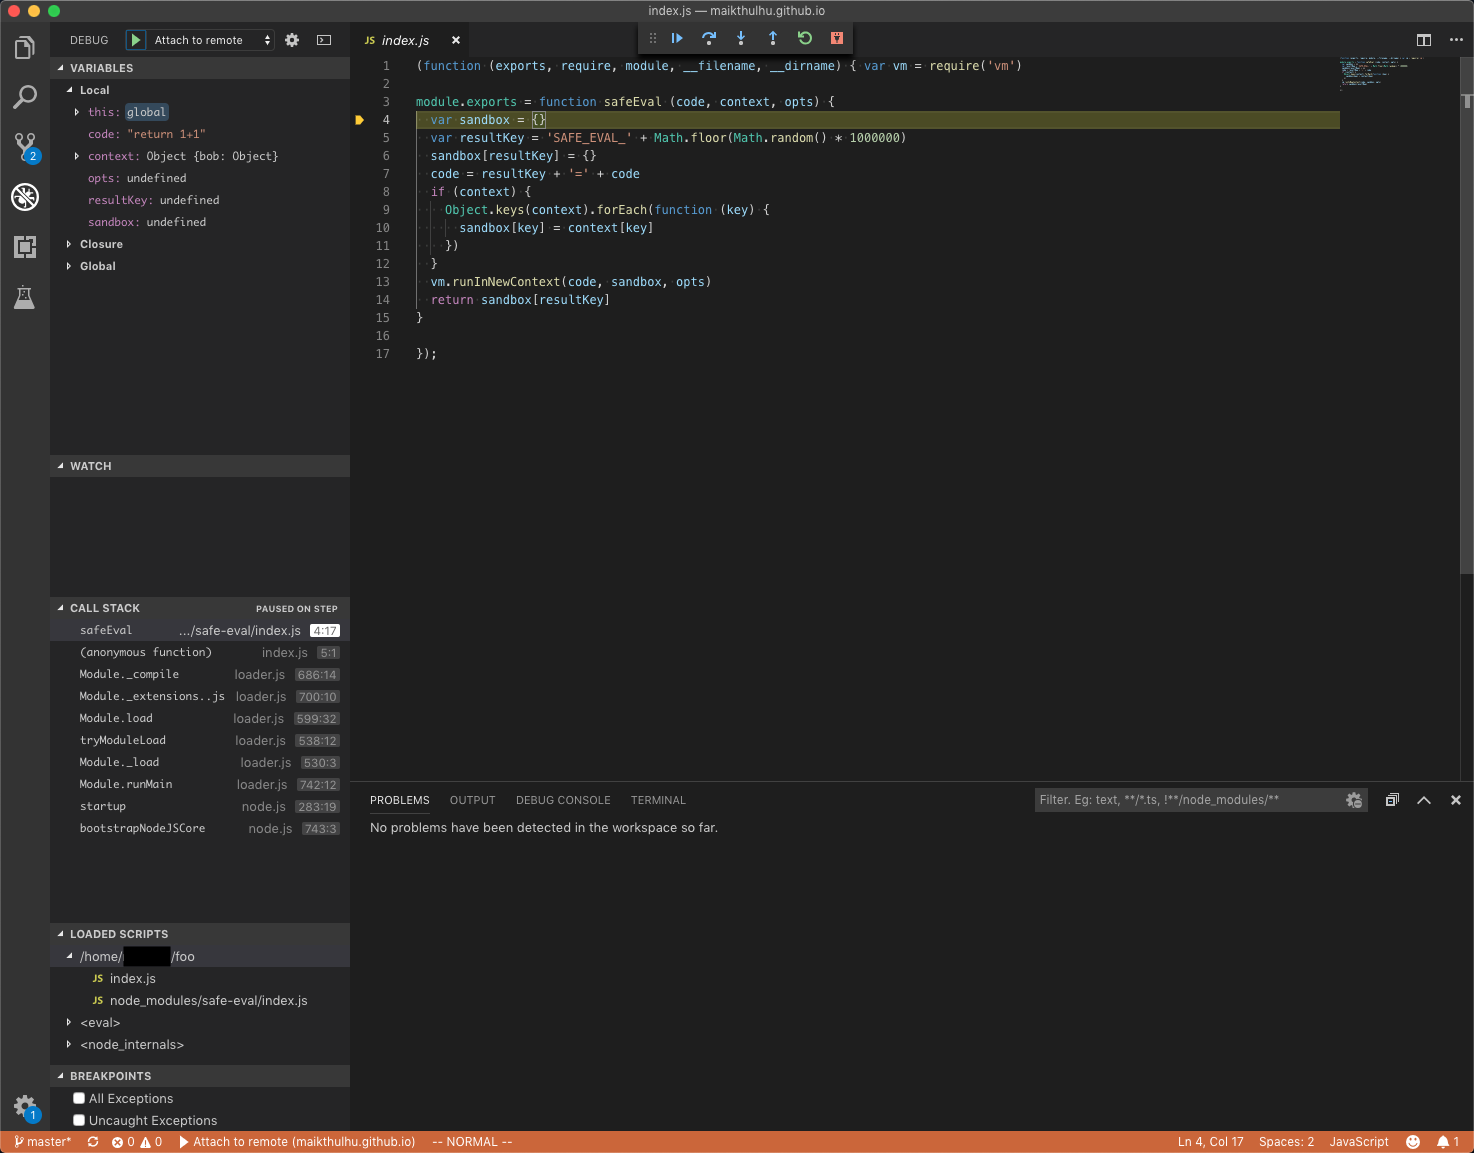 index.js — maikthulhu.github.io
DEBUG Attach to remote
JS index.js
VARIABLES
Local
this: global
code: "return 1+1"
context: Object {bob: Object}
opts: undefined
resultKey: undefined
sandbox: undefined
Closure
Global
WATCH
CALL STACK PAUSED ON STEP
safeEval .../safe-eval/index.js 4:17
(anonymous function) index.js 5:1
Module._compile loader.js 686:14
Module._extensions..js loader.js 700:10
Module.load loader.js 599:32
tryModuleLoad loader.js 538:12
Module._load loader.js 530:3
Module.runMain loader.js 742:12
startup node.js 283:19
bootstrapNodeJSCore node.js 743:3
LOADED SCRIPTS
/home/ /foo
JS index.js
JS node_modules/safe-eval/index.js
<eval>
<node_internals>
BREAKPOINTS
All Exceptions
Uncaught Exceptions
2
1
1 (function (exports, require, module, __filename, __dirname) { var vm = require('vm')
2
3 module.exports = function safeEval (code, context, opts) {
4 var sandbox = {}
5 var resultKey = 'SAFE_EVAL_' + Math.floor(Math.random() * 1000000)
6 sandbox[resultKey] = {}
7 code = resultKey + '=' + code
8 if (context) {
9 Object.keys(context).forEach(function (key) {
10 sandbox[key] = context[key]
11 })
12 }
13 vm.runInNewContext(code, sandbox, opts)
14 return sandbox[resultKey]
15 }
16
17 });
PROBLEMS OUTPUT DEBUG CONSOLE TERMINAL Filter. Eg: text, **/*.ts, !**/node_modules/**
No problems have been detected in the workspace so far.
master* 0 0 Attach to remote (maikthulhu.github.io) -- NORMAL -- Ln 4, Col 17 Spaces: 2 JavaScript 1